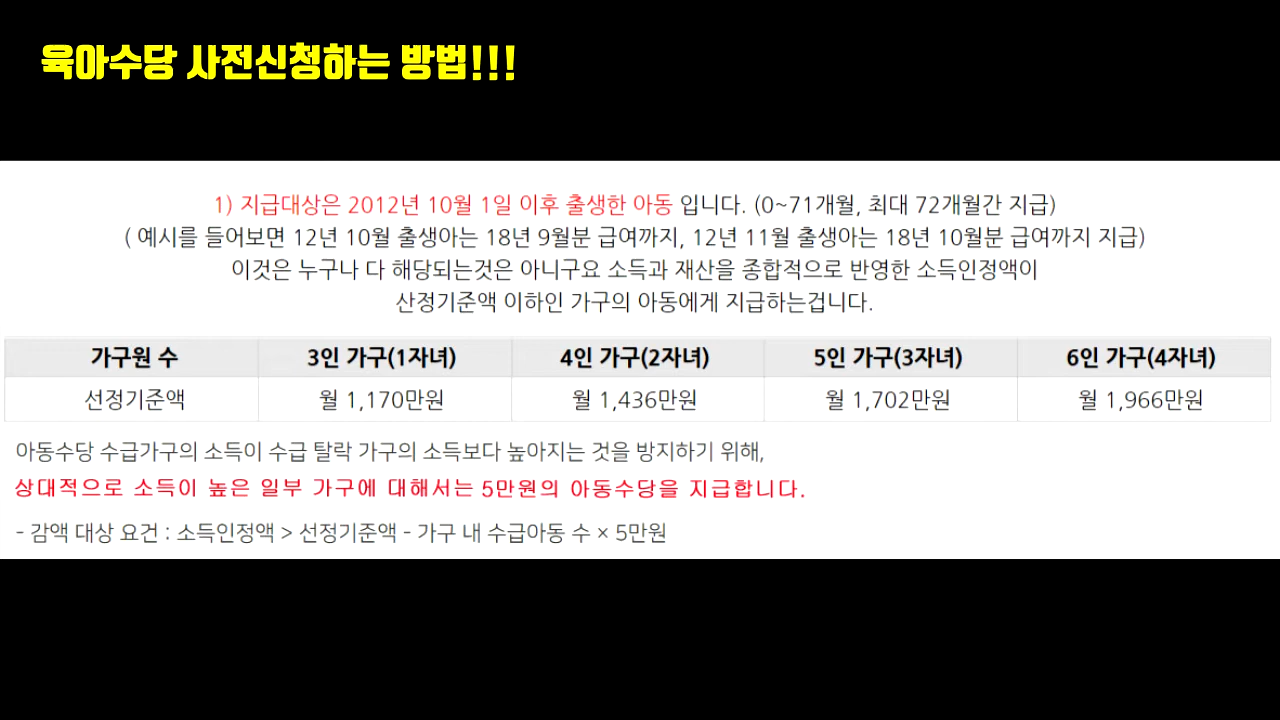 육아수당 사전신청하는 방법!!!
1) 지급대상은 2012년 10월 1일 이후 출생한 아동 입니다. (0~71개월, 최대 72개월간 지급)
( 예시를 들어보면 12년 10월 출생아는 18년 9월분 급여까지, 12년 11월 출생아는 18년 10월분 급여까지 지급)
이것은 누구나 다 해당되는것은 아니구요 소득과 재산을 종합적으로 반영한 소득인정액이
산정기준액 이하인 가구의 아동에게 지급하는겁니다.
가구원 수 3인 가구(1자녀) 4인 가구(2자녀) 5인 가구(3자녀) 6인 가구(4자녀)
선정기준액 월 1,170만원 월 1,436만원 월 1,702만원 월 1,966만원
아동수당 수급가구의 소득이 수급 탈락 가구의 소득보다 높아지는 것을 방지하기 위해,
상대적으로 소득이 높은 일부 가구에 대해서는 5만원의 아동수당을 지급합니다.
- 감액 대상 요건 : 소득인정액 > 선정기준액 - 가구 내 수급아동 수 × 5만원